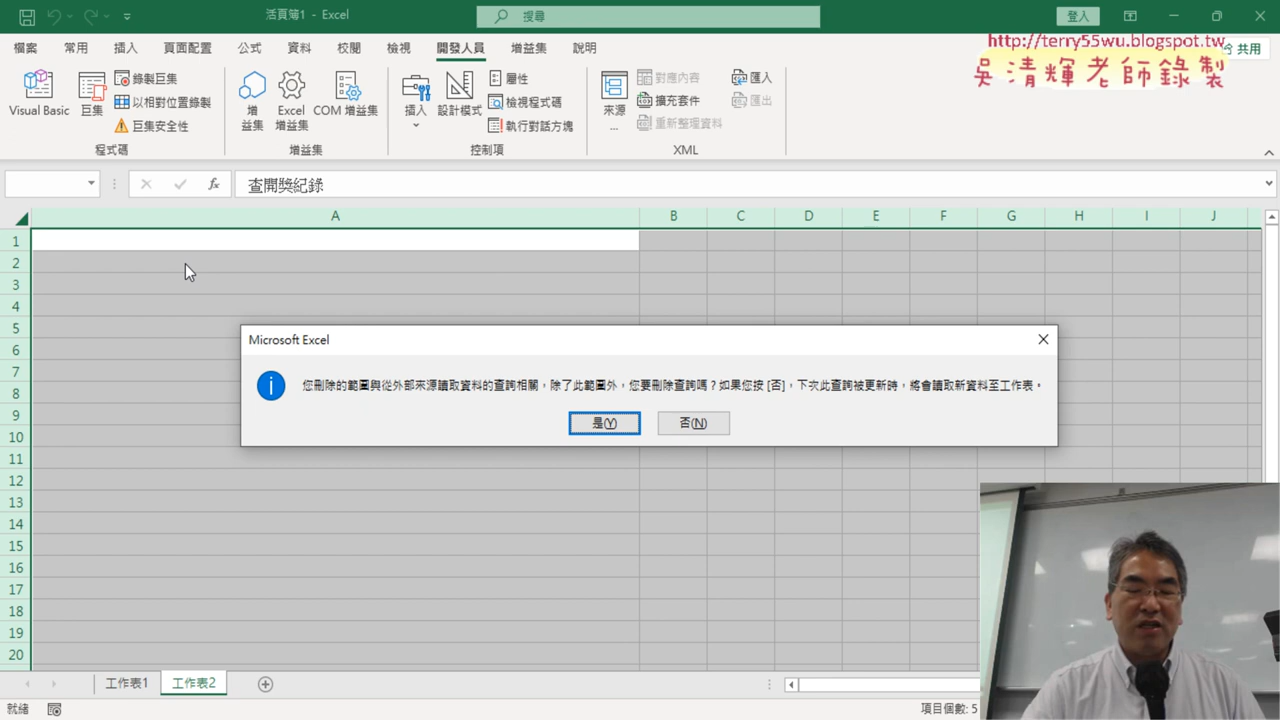 活頁簿1 - Excel
搜尋
登入
檔案 常用 插入 頁面配置 公式 資料 校閱 檢視 開發人員 增益集 說明
共用
http://terry55wu.blogspot.tw
吳清輝老師錄製
Visual Basic
巨集
錄製巨集
以相對位置錄製
巨集安全性
程式碼
增益集
Excel 增益集
COM 增益集
增益集
插入
設計模式
屬性
檢視程式碼
執行對話方塊
控制項
來源
...
對應內容
擴充套件
重新整理資料
匯入
匯出
XML
fx
查開獎紀錄
A B C D E F G H I J
1
2
3
4
5
6
7
8
9
10
11
12
13
14
15
16
17
18
19
20
Microsoft Excel
您刪除的範圍與從外部來源讀取資料的查詢相關，除了此範圍外，您要刪除查詢嗎？如果您按 [否]，下次此查詢被更新時，將會讀取新資料至工作表。
是(Y)
否(N)
工作表1 工作表2
就緒
項目個數: 5